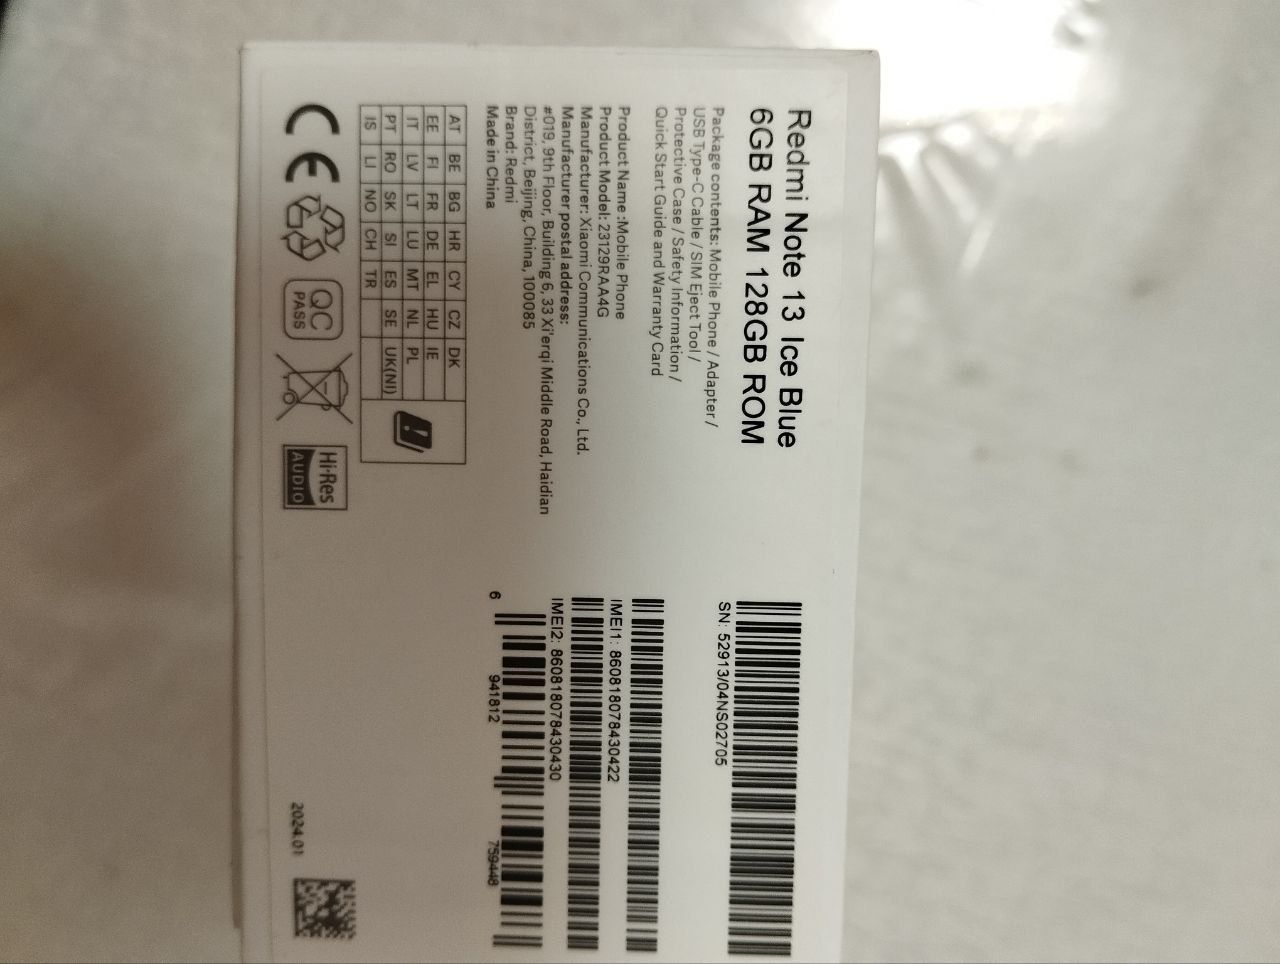 Redmi Note 13 Ice Blue
6GB RAM 128GB ROM
Package contents: Mobile Phone / Adapter /
USB Type-C Cable / SIM Eject Tool /
Protective Case / Safety Information /
Quick Start Guide and Warranty Card
Product Name :Mobile Phone
Product Model: 23129RAA4G
Manufacturer: Xiaomi Communications Co., Ltd.
Manufacturer postal address:
#019, 9th Floor, Building 6, 33 Xi'erqi Middle Road, Haidian
District, Beijing, China, 100085
Brand: Redmi
Made in China
AT BE BG HR CY CZ DK
EE FI FR DE EL HU IE
IT LV LT LU MT NL PL
PT RO SK SI ES SE UK(NI)
IS LI NO CH TR
CE
QC
PASS
Hi-Res
AUDIO
SN: 52913/04NS02705
IMEI1: 860818078430422
IMEI2: 860818078430430
6 941812 759448
2024.01